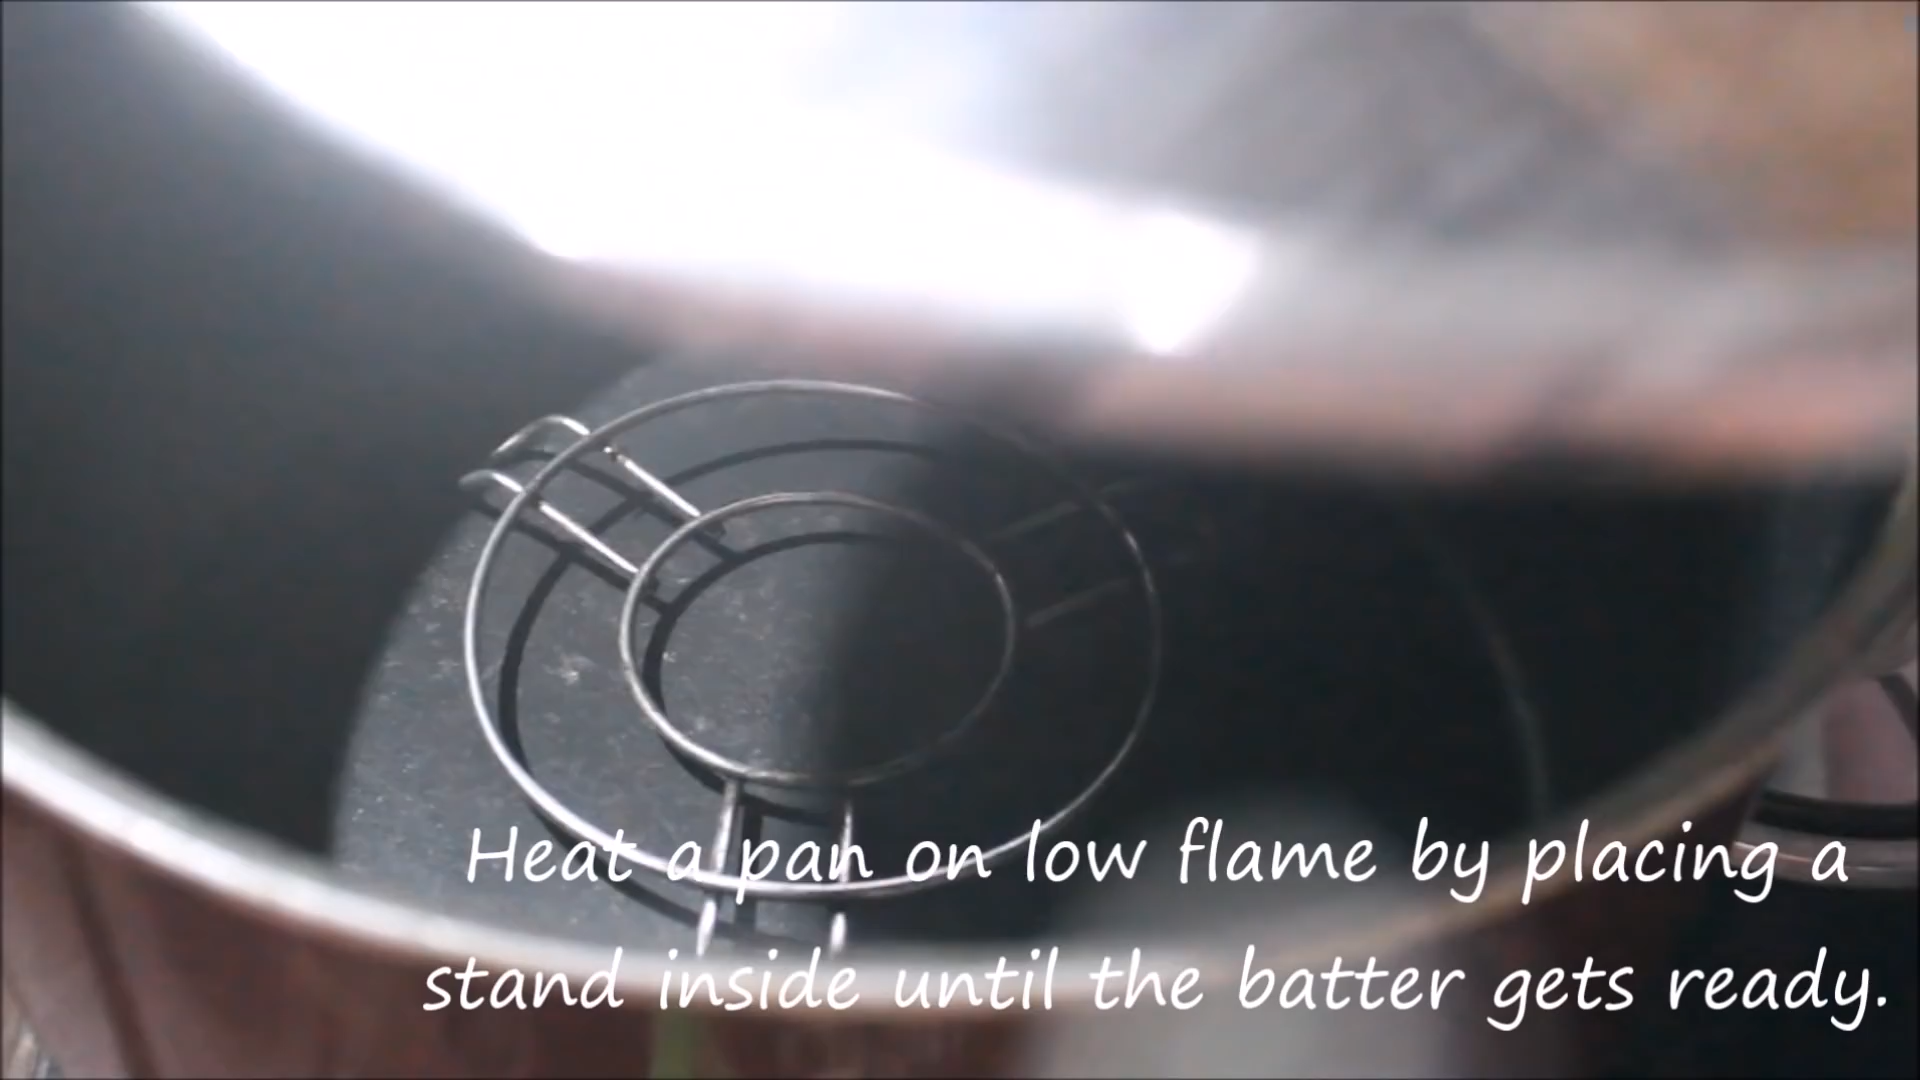 Heat a pan on low flame by placing a
stand inside until the batter gets ready.